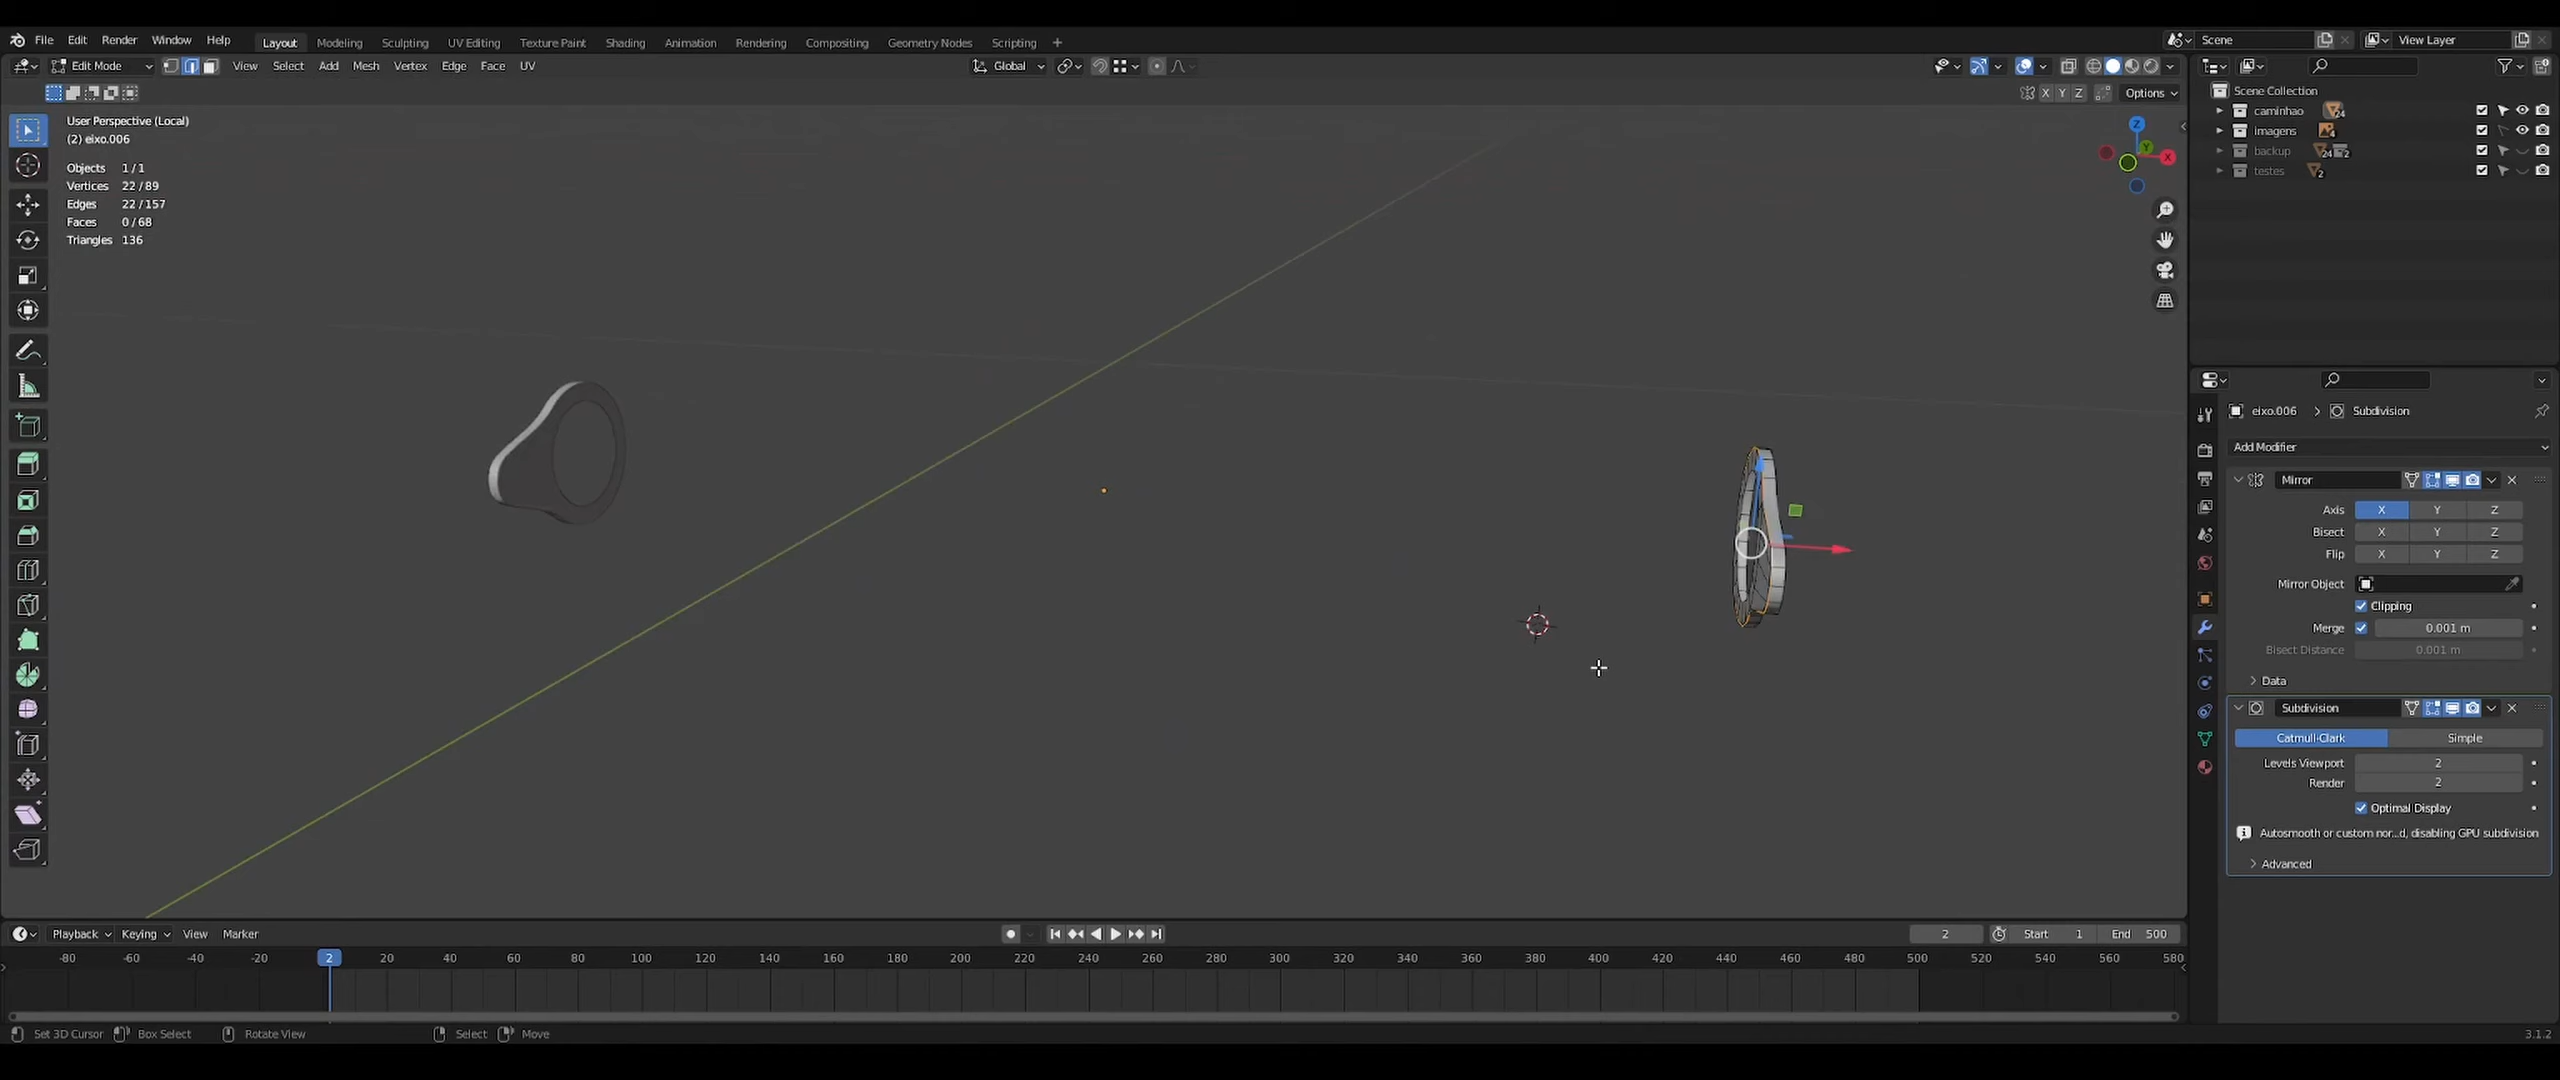 File Edit Render Window Help Layout Modeling Sculpting UV Editing Texture Paint Shading Animation Rendering Compositing Geometry Nodes Scripting Scene View Layer
Edit Mode View Select Add Mesh Vertex Edge Face UV Global
X Y Z Options
Scene Collection
caminhao 24
imagens 4
backup 24 2
testes 2
User Perspective (Local)
(2) eixo.006
Objects 1/1
Vertices 22/89
Edges 22/157
Faces 0/68
Triangles 136
Z
Y
X
eixo.006 Subdivision
Add Modifier
Mirror
Axis X Y Z
Bisect X Y Z
Flip X Y Z
Mirror Object
Clipping
Merge 0.001 m
Bisect Distance 0.001 m
Data
Subdivision
Catmull-Clark Simple
Levels Viewport 2
Render 2
Optimal Display
Autosmooth or custom nor...d, disabling GPU subdivision
Advanced
Playback Keying View Marker 2 Start 1 End 500
-80 -60 -40 -20 2 20 40 60 80 100 120 140 160 180 200 220 240 260 280 300 320 340 360 380 400 420 440 460 480 500 520 540 560 580
Set 3D Cursor Box Select Rotate View Select Move 3.1.2